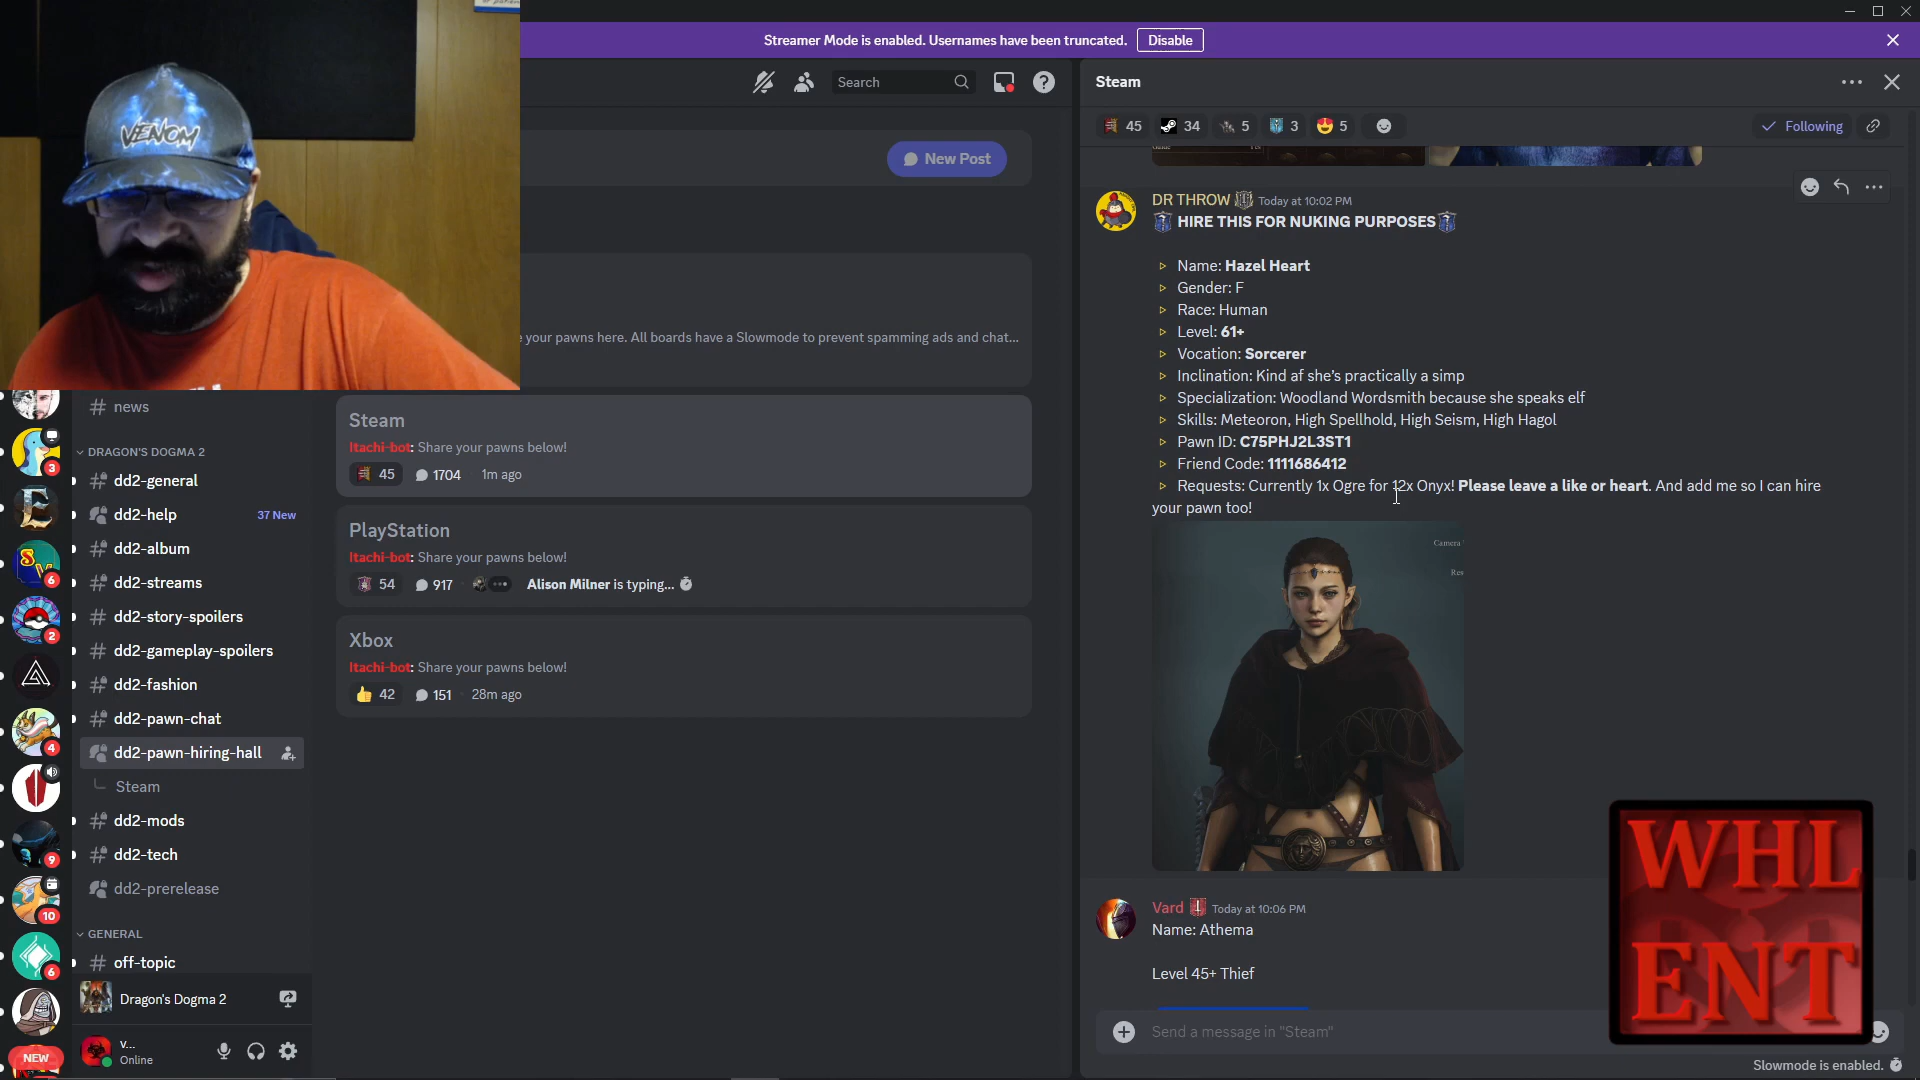 Streamer Mode is enabled. Usernames have been truncated.
Disable
VENOM
Search
New Post
your pawns here. All boards have a Slowmode to prevent spamming ads and chat...
Steam
Itachi-bot: Share your pawns below!
45
1704
1m ago
PlayStation
Itachi-bot: Share your pawns below!
54
917
Alison Milner is typing...
Xbox
Itachi-bot: Share your pawns below!
42
151
28m ago
news
DRAGON'S DOGMA 2
dd2-general
dd2-help
37 New
dd2-album
dd2-streams
dd2-story-spoilers
dd2-gameplay-spoilers
dd2-fashion
dd2-pawn-chat
dd2-pawn-hiring-hall
Steam
dd2-mods
dd2-tech
dd2-prerelease
GENERAL
off-topic
Dragon's Dogma 2
v...
Online
3
6
2
4
9
10
6
NEW
Steam
45
34
5
3
5
Following
DR THROW Today at 10:02 PM
HIRE THIS FOR NUKING PURPOSES
Name: Hazel Heart
Gender: F
Race: Human
Level: 61+
Vocation: Sorcerer
Inclination: Kind af she's practically a simp
Specialization: Woodland Wordsmith because she speaks elf
Skills: Meteoron, High Spellhold, High Seism, High Hagol
Pawn ID: C75PHJ2L3ST1
Friend Code: 1111686412
Requests: Currently 1x Ogre for 12x Onyx! Please leave a like or heart. And add me so I can hire
your pawn too!
Camera
Res
Vard Today at 10:06 PM
Name: Athema
Level 45+ Thief
Send a message in "Steam"
Slowmode is enabled.
WHL
ENT